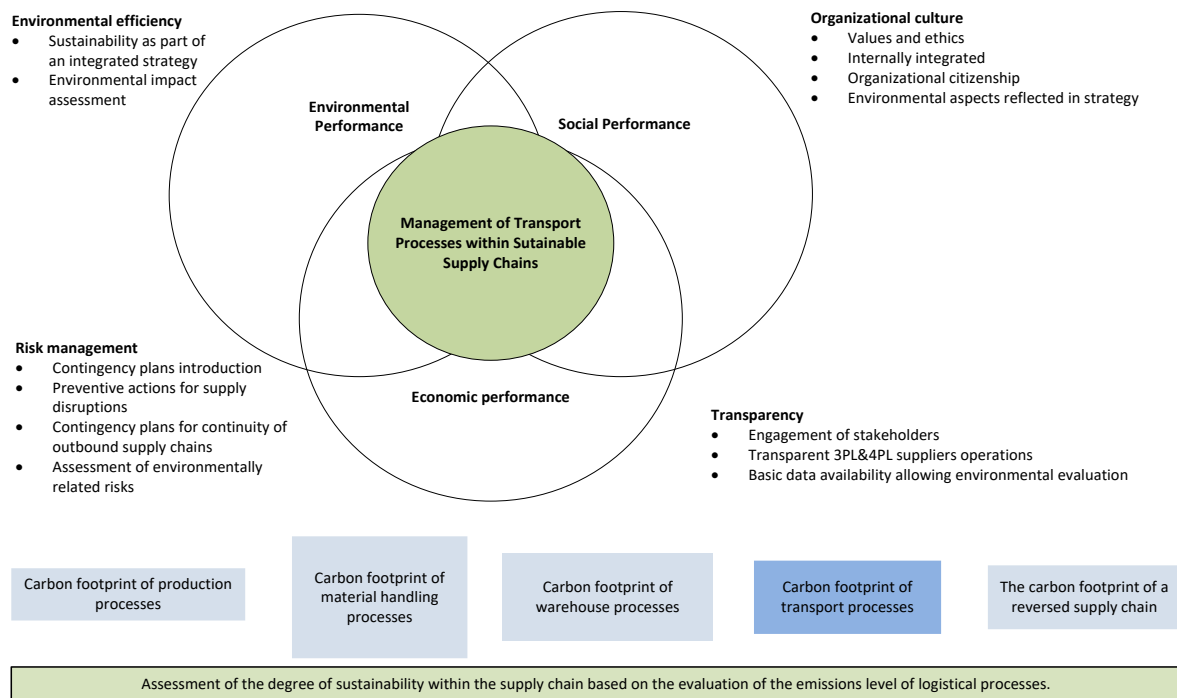 Environmental efficiency
• Sustainability as part of
an integrated strategy
• Environmental impact
assessment
Organizational culture
• Values and ethics
• Internally integrated
• Organizational citizenship
• Environmental aspects reflected in strategy
Environmental
Performance
Social Performance
Management of Transport
Processes within Sutainable
Supply Chains
Economic performance
Risk management
• Contingency plans introduction
• Preventive actions for supply
disruptions
• Contingency plans for continuity of
outbound supply chains
• Assessment of environmentally
related risks
Transparency
• Engagement of stakeholders
• Transparent 3PL&4PL suppliers operations
• Basic data availability allowing environmental evaluation
Carbon footprint of production
processes
Carbon footprint of
material handling
processes
Carbon footprint of
warehouse processes
Carbon footprint of
transport processes
The carbon footprint of a
reversed supply chain
Assessment of the degree of sustainability within the supply chain based on the evaluation of the emissions level of logistical processes.